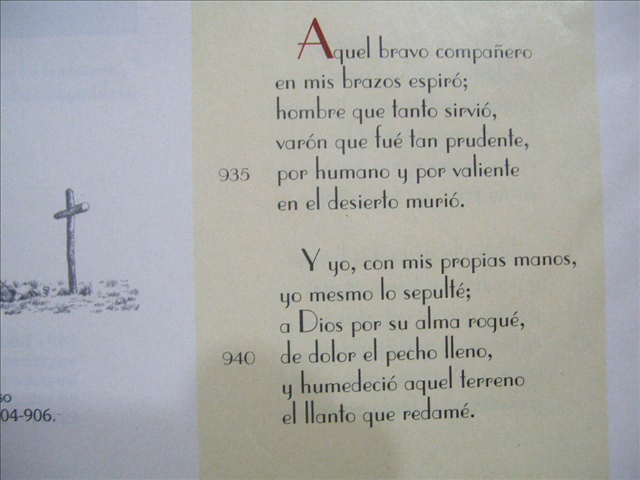 Aquel bravo compañero
en mis brazos espiró;
hombre que tanto sirvió,
varón que fué tan prudente,
935 por humano y por valiente
en el desierto murió.
Y yo, con mis propias manos,
yo mesmo lo sepulté;
a Dios por su alma rogué,
940 de dolor el pecho lleno,
y humedeció aquel terreno
el llanto que redamé.
04-906.